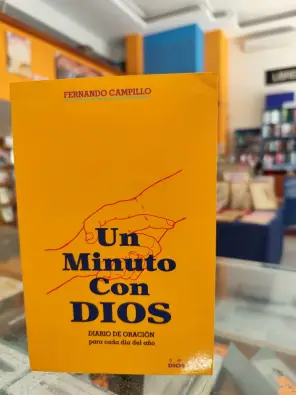 FERNANDO CAMPILLO
Un
Minuto
Con
DIOS
DIARIO DE ORACIÓN
para cada día del año
DIOS